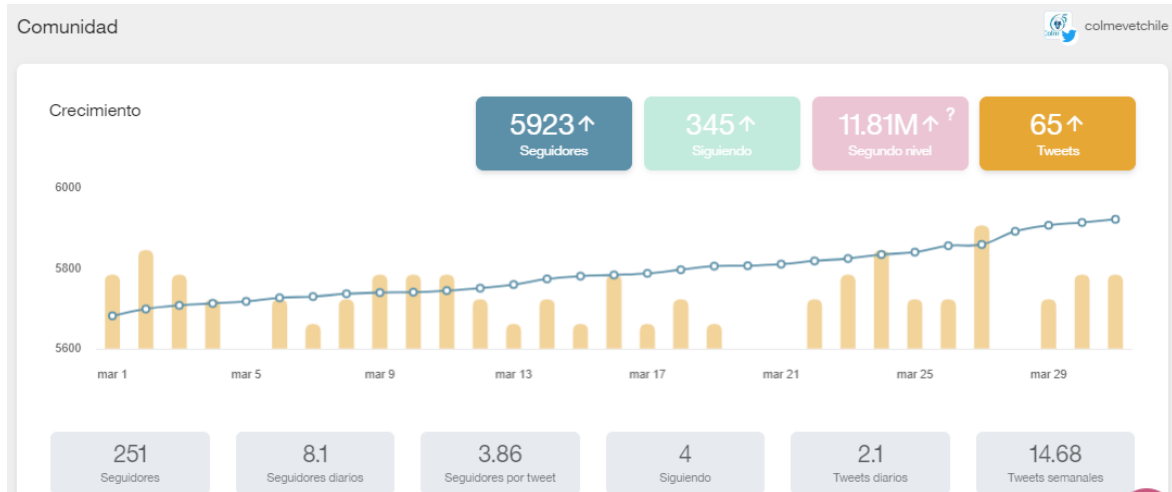 Comunidad
colmevetchile
Crecimiento
5923↑
Seguidores
345↑
Siguiendo
11.81M↑ ?
Segundo nivel
65↑
Tweets
6000
5800
5600
mar 1 mar 5 mar 9 mar 13 mar 17 mar 21 mar 25 mar 29
251
Seguidores
8.1
Seguidores diarios
3.86
Seguidores por tweet
4
Siguiendo
2.1
Tweets diarios
14.68
Tweets semanales